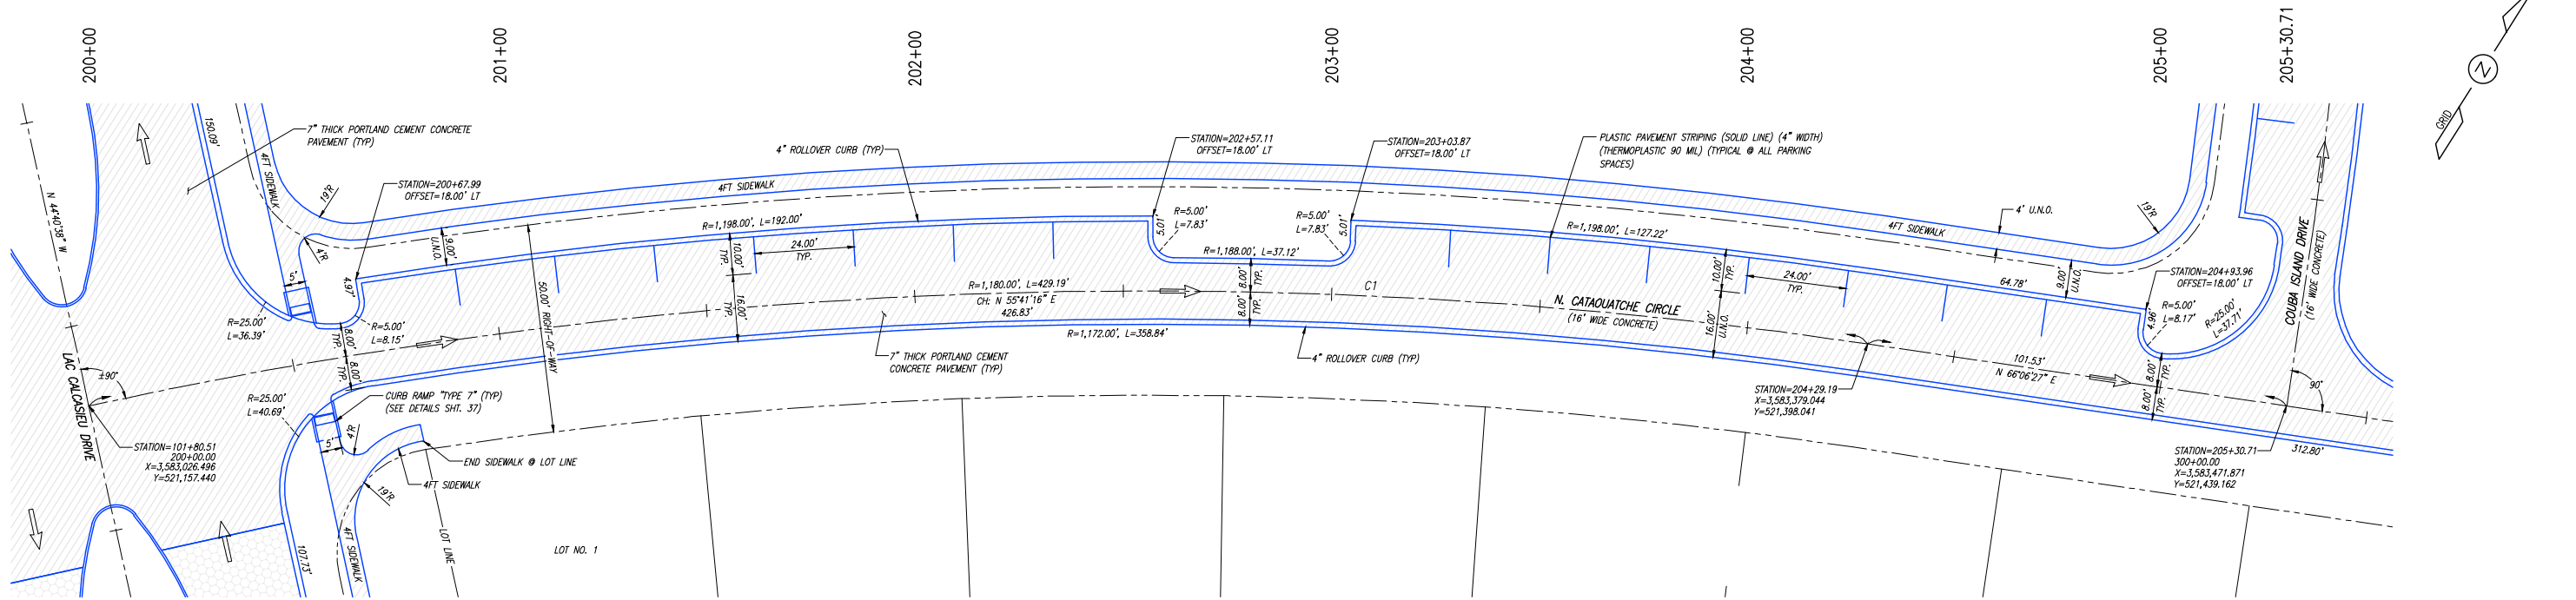 200+00
201+00
202+00
203+00
204+00
205+00
205+30.71
N
GRID
N 44°40'38" W
150.09'
7" THICK PORTLAND CEMENT CONCRETE
PAVEMENT (TYP)
4FT SIDEWALK
19'R
STATION=200+67.99
OFFSET=18.00' LT
4" ROLLOVER CURB (TYP)
4FT SIDEWALK
STATION=202+57.11
OFFSET=18.00' LT
STATION=203+03.87
OFFSET=18.00' LT
PLASTIC PAVEMENT STRIPING (SOLID LINE) (4" WIDTH)
(THERMOPLASTIC 90 MIL) (TYPICAL @ ALL PARKING
SPACES)
4' U.N.O.
19'R
4FT SIDEWALK
4'R
5'
4.97'
9.00'
U.N.O.
R=1,198.00', L=192.00'
10.00'
TYP.
24.00'
TYP.
5.01'
R=5.00'
L=7.83'
R=5.00'
L=7.83'
5.01'
R=1,188.00', L=37.12'
R=1,198.00', L=127.22'
10.00'
TYP.
24.00'
TYP.
64.78'
9.00'
U.N.O.
STATION=204+93.96
OFFSET=18.00' LT
R=5.00'
L=8.17'
4.96'
R=25.00'
L=37.71'
COUBA ISLAND DRIVE
(16' WIDE CONCRETE)
R=25.00'
L=36.39'
R=5.00'
L=8.15'
8.00'
TYP.
8.00'
TYP.
50.00' RIGHT-OF-WAY
16.00'
TYP.
R=1,180.00', L=429.19'
CH: N 55°41'16" E
426.83'
8.00'
TYP.
8.00'
TYP.
C1
N. CATAOUATCHE CIRCLE
(16' WIDE CONCRETE)
16.00'
U.N.O.
R=1,172.00', L=358.84'
7" THICK PORTLAND CEMENT
CONCRETE PAVEMENT (TYP)
4" ROLLOVER CURB (TYP)
101.53'
N 66°06'27" E
8.00'
TYP.
8.00'
TYP.
90°
STATION=204+29.19
X=3,583,379.044
Y=521,398.041
STATION=205+30.71
300+00.00
X=3,583,471.871
Y=521,439.162
312.80'
LAC CALCASIEU DRIVE
±90°
STATION=101+80.51
200+00.00
X=3,583,026.496
Y=521,157.440
R=25.00'
L=40.69'
CURB RAMP "TYPE 7" (TYP)
(SEE DETAILS SHT. 37)
5'
4'R
END SIDEWALK @ LOT LINE
4FT SIDEWALK
19'R
107.73'
4FT SIDEWALK
LOT LINE
LOT NO. 1